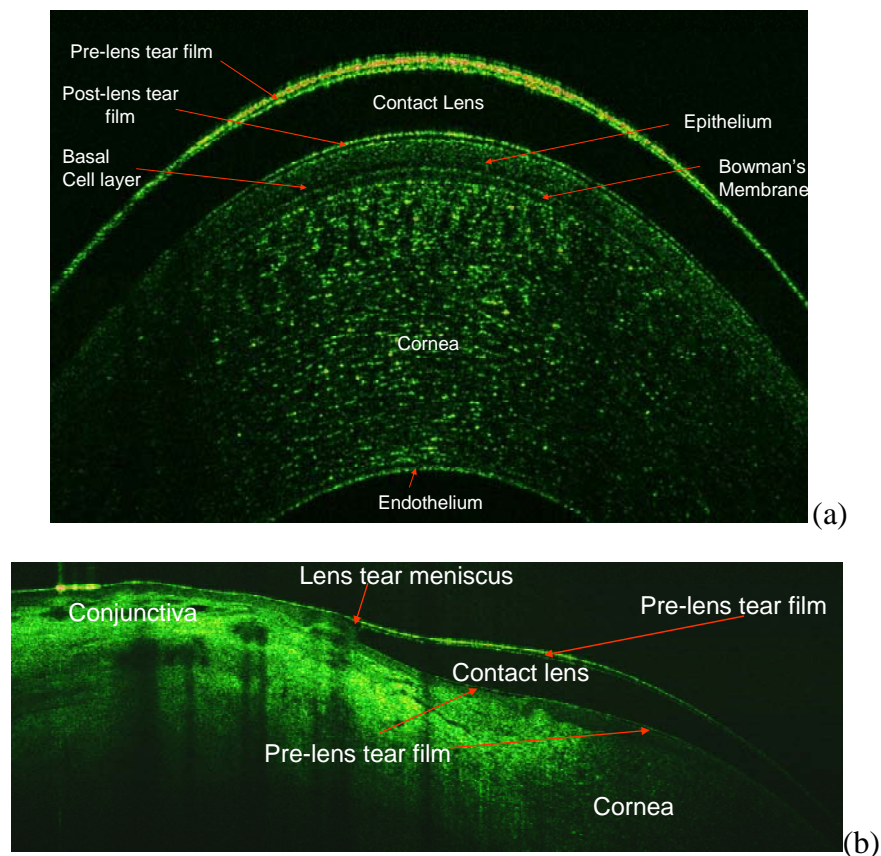 Pre-lens tear film
Post-lens tear
film
Contact Lens
Epithelium
Basal
Cell layer
Bowman's
Membrane
Cornea
Endothelium
(a)
Lens tear meniscus
Conjunctiva
Pre-lens tear film
Contact lens
Pre-lens tear film
Cornea
(b)